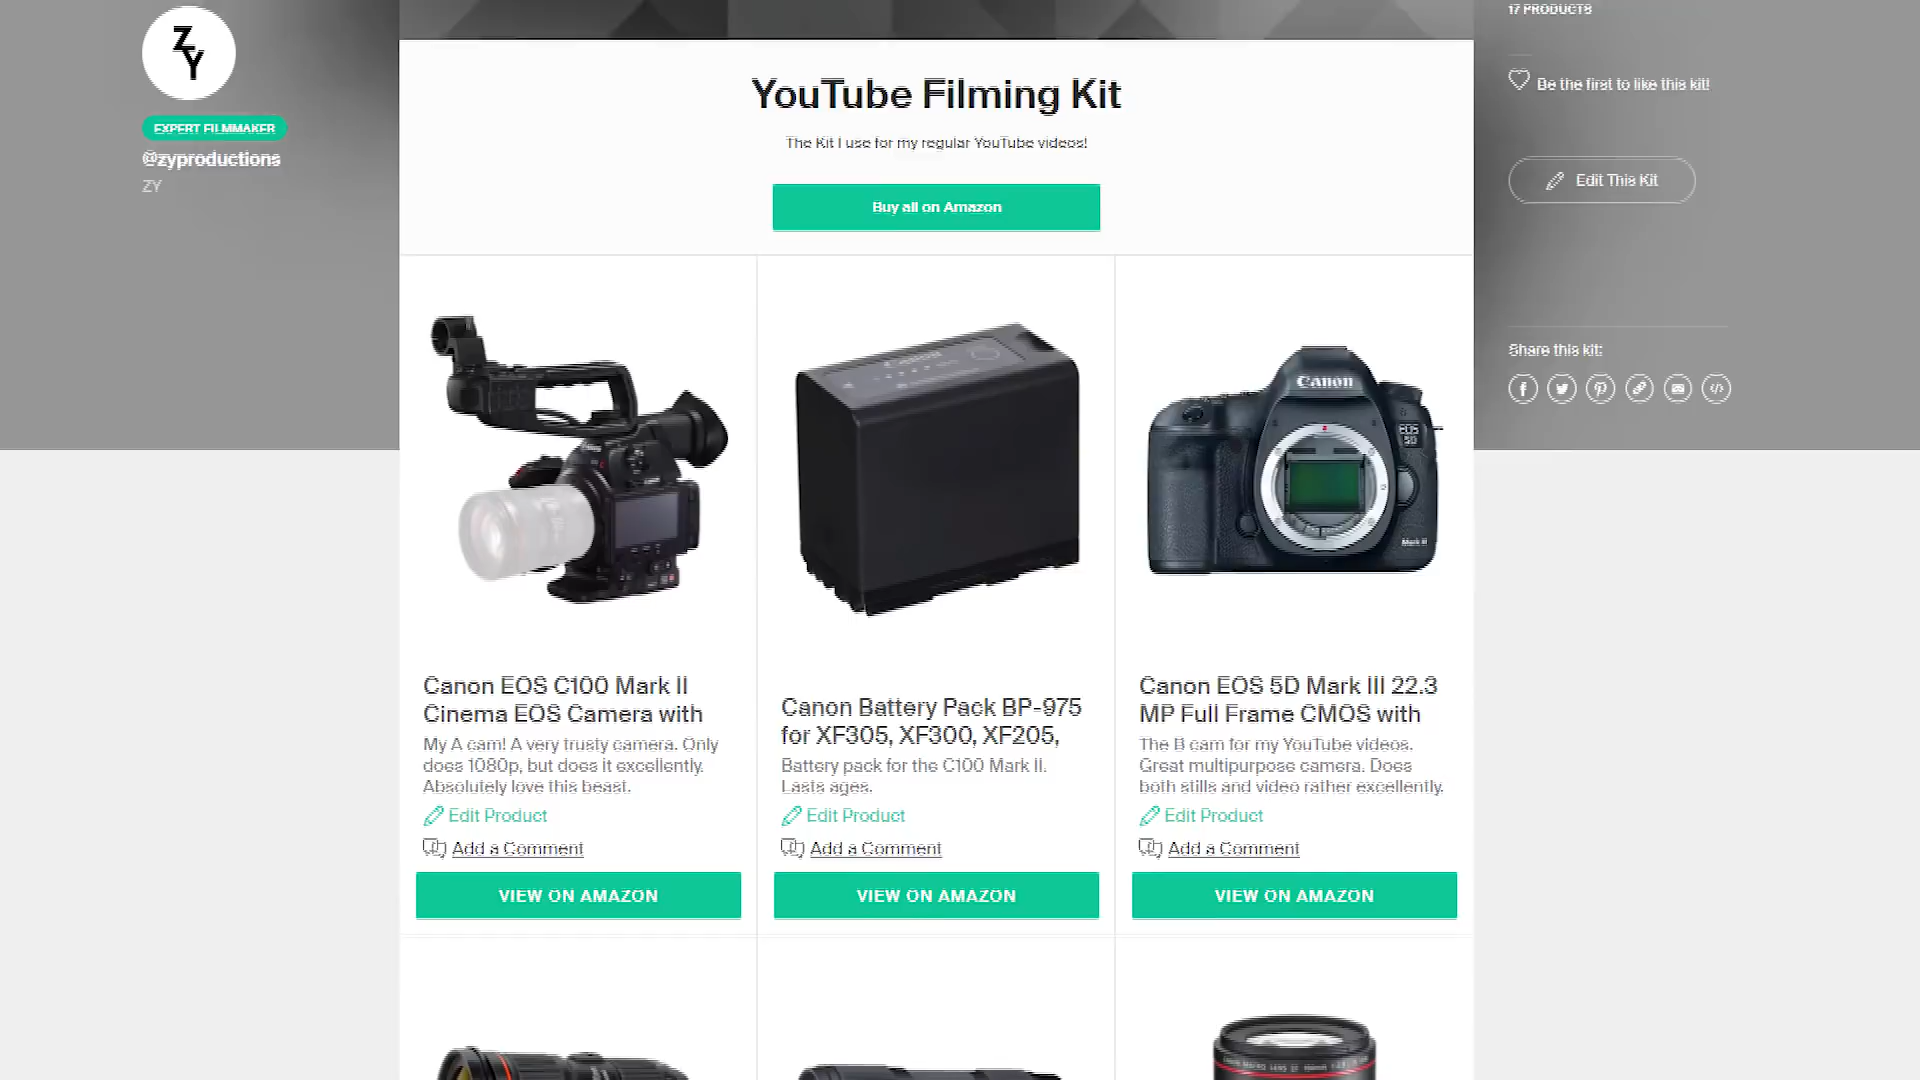 ZY
EXPERT FILMMAKER
@zyproductions
ZY
17 PRODUCTS
Be the first to like this kit!
Edit This Kit
Share this kit:
YouTube Filming Kit
The Kit I use for my regular YouTube videos!
Buy all on Amazon
Canon
EOS
5D
Mark III
Canon EOS C100 Mark II
Cinema EOS Camera with
My A cam! A very trusty camera. Only
does 1080p, but does it excellently.
Absolutely love this beast.
Edit Product
Add a Comment
VIEW ON AMAZON
Canon Battery Pack BP-975
for XF305, XF300, XF205,
Battery pack for the C100 Mark II.
Lasts ages.
Edit Product
Add a Comment
VIEW ON AMAZON
Canon EOS 5D Mark III 22.3
MP Full Frame CMOS with
The B cam for my YouTube videos.
Great multipurpose camera. Does
both stills and video rather excellently.
Edit Product
Add a Comment
VIEW ON AMAZON